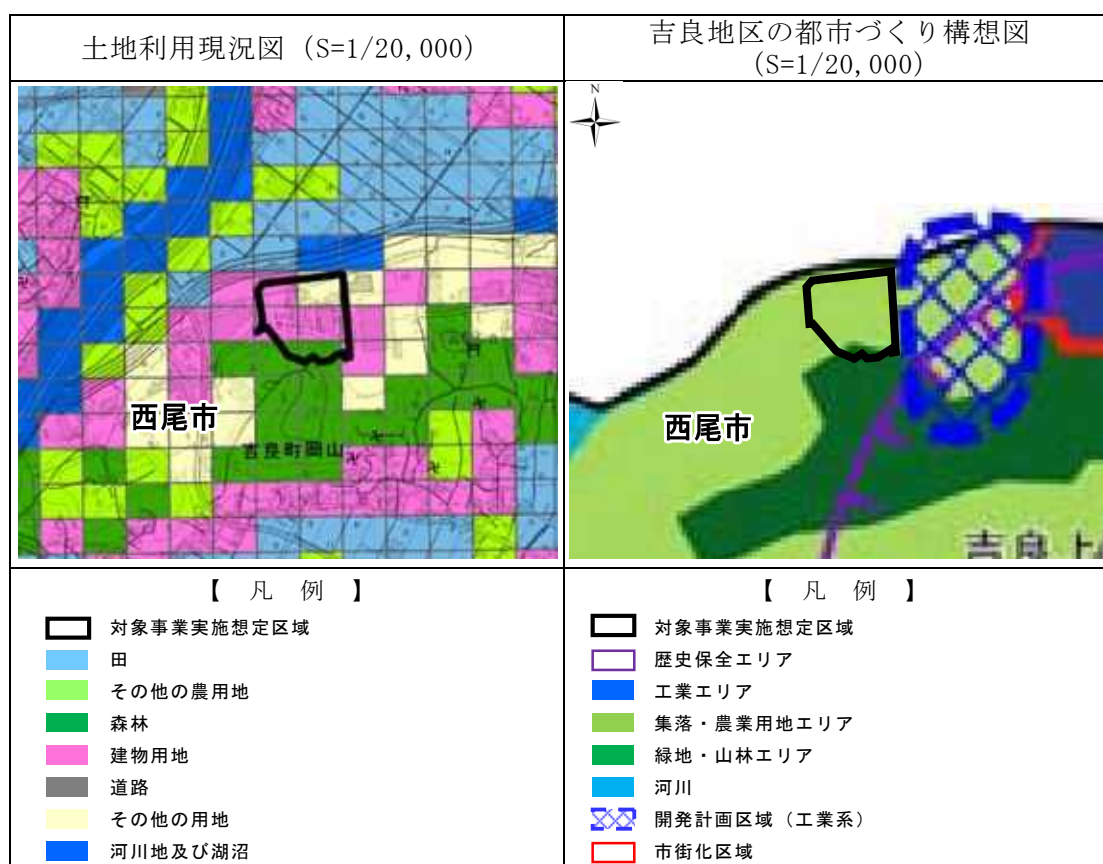 土地利用現況図 (S=1/20,000)
吉良地区の都市づくり構想図
(S=1/20,000)
西尾市
吉良町岡山
N
西尾市
【 凡 例 】
対象事業実施想定区域
田
その他の農用地
森林
建物用地
道路
その他の用地
河川地及び湖沼
【 凡 例 】
対象事業実施想定区域
歴史保全エリア
工業エリア
集落・農業用地エリア
緑地・山林エリア
河川
開発計画区域（工業系）
市街化区域